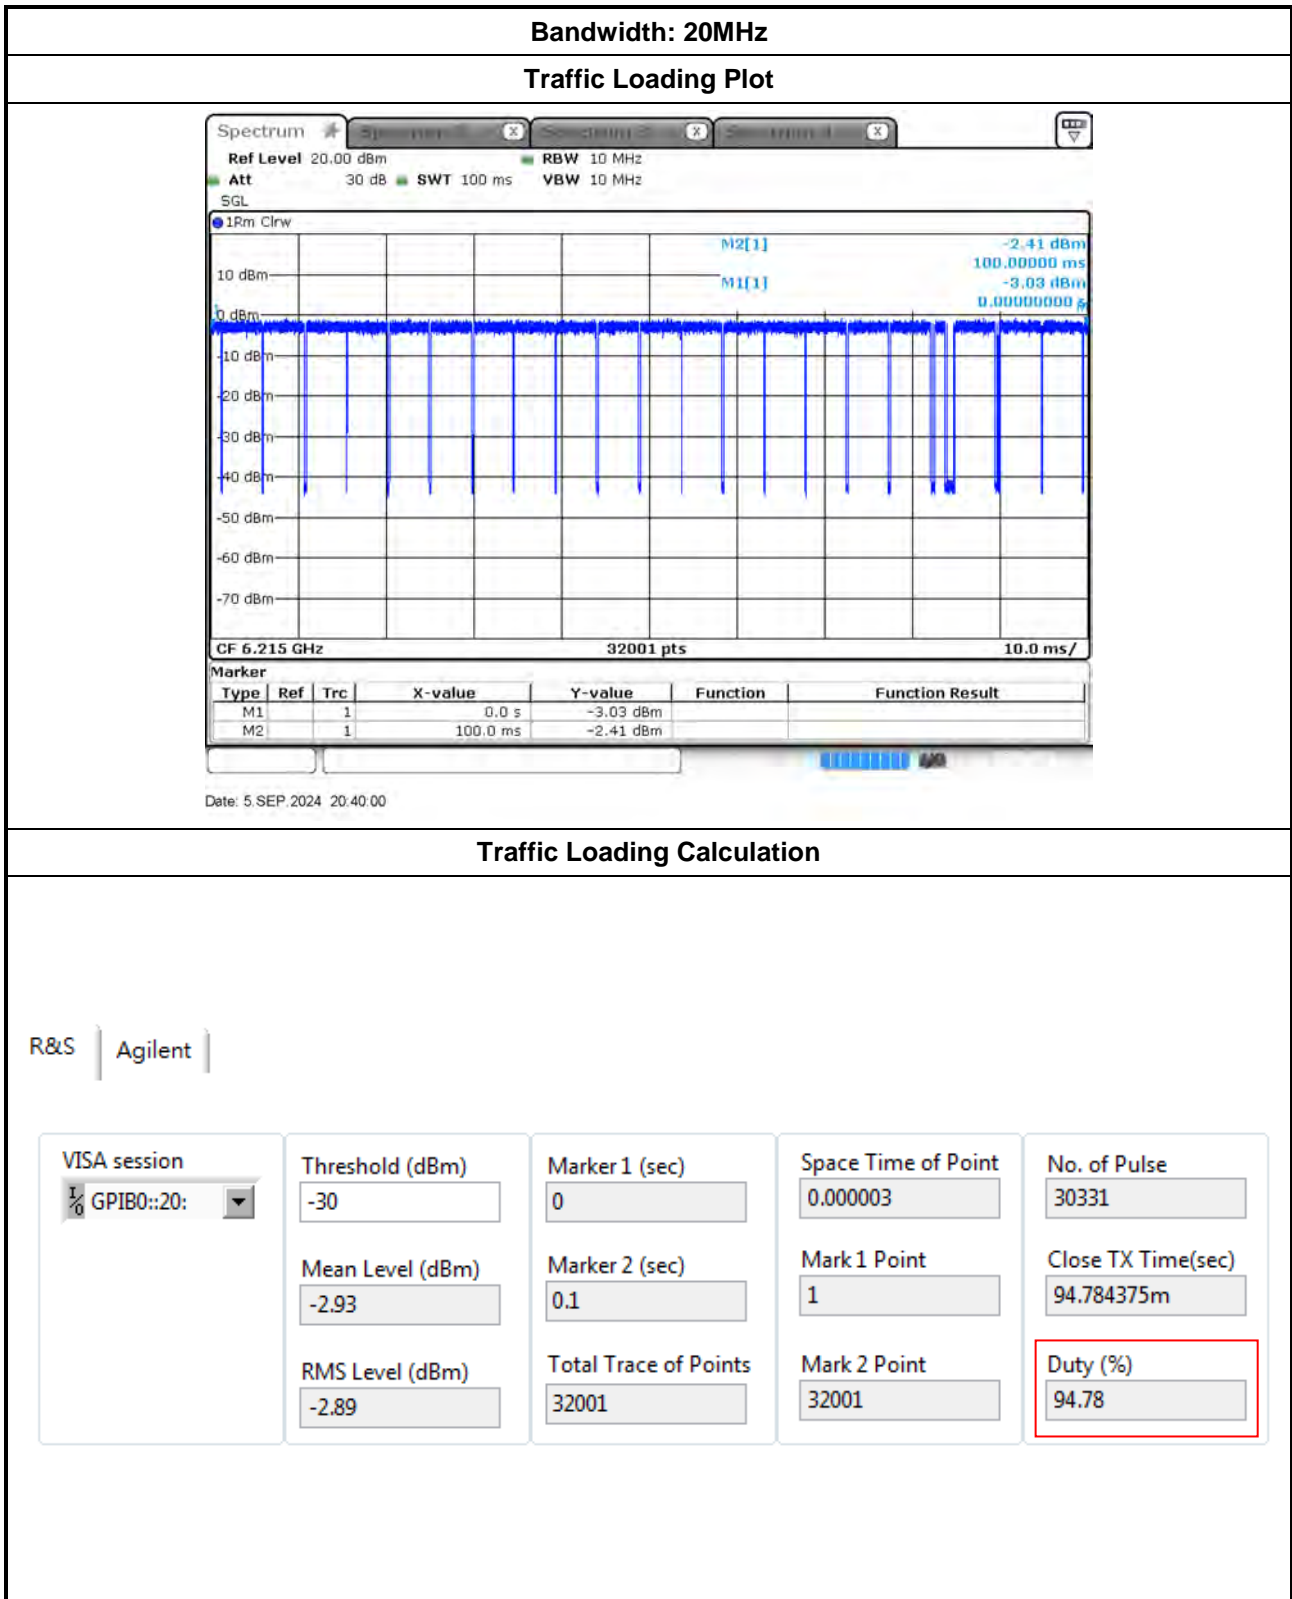 Bandwidth: 20MHz
Traffic Loading Plot
Spectrum
Ref Level 20.00 dBm RBW 10 MHz
Att 30 dB SWT 100 ms VBW 10 MHz
SGL
1Rm Clrw
M2[1] -2.41 dBm
100.00000 ms
10 dBm
M1[1] -3.03 dBm
0.00000000 s
0 dBm
-10 dBm
-20 dBm
-30 dBm
-40 dBm
-50 dBm
-60 dBm
-70 dBm
CF 6.215 GHz 32001 pts 10.0 ms/
Marker
Type Ref Trc X-value Y-value Function Function Result
M1 1 0.0 s -3.03 dBm
M2 1 100.0 ms -2.41 dBm
Date: 5.SEP.2024 20:40:00
Traffic Loading Calculation
R&S Agilent
VISA session Threshold (dBm) Marker 1 (sec) Space Time of Point No. of Pulse
GPIB0::20: -30 0 0.000003 30331
Mean Level (dBm) Marker 2 (sec) Mark 1 Point Close TX Time(sec)
-2.93 0.1 1 94.784375m
RMS Level (dBm) Total Trace of Points Mark 2 Point Duty (%)
-2.89 32001 32001 94.78